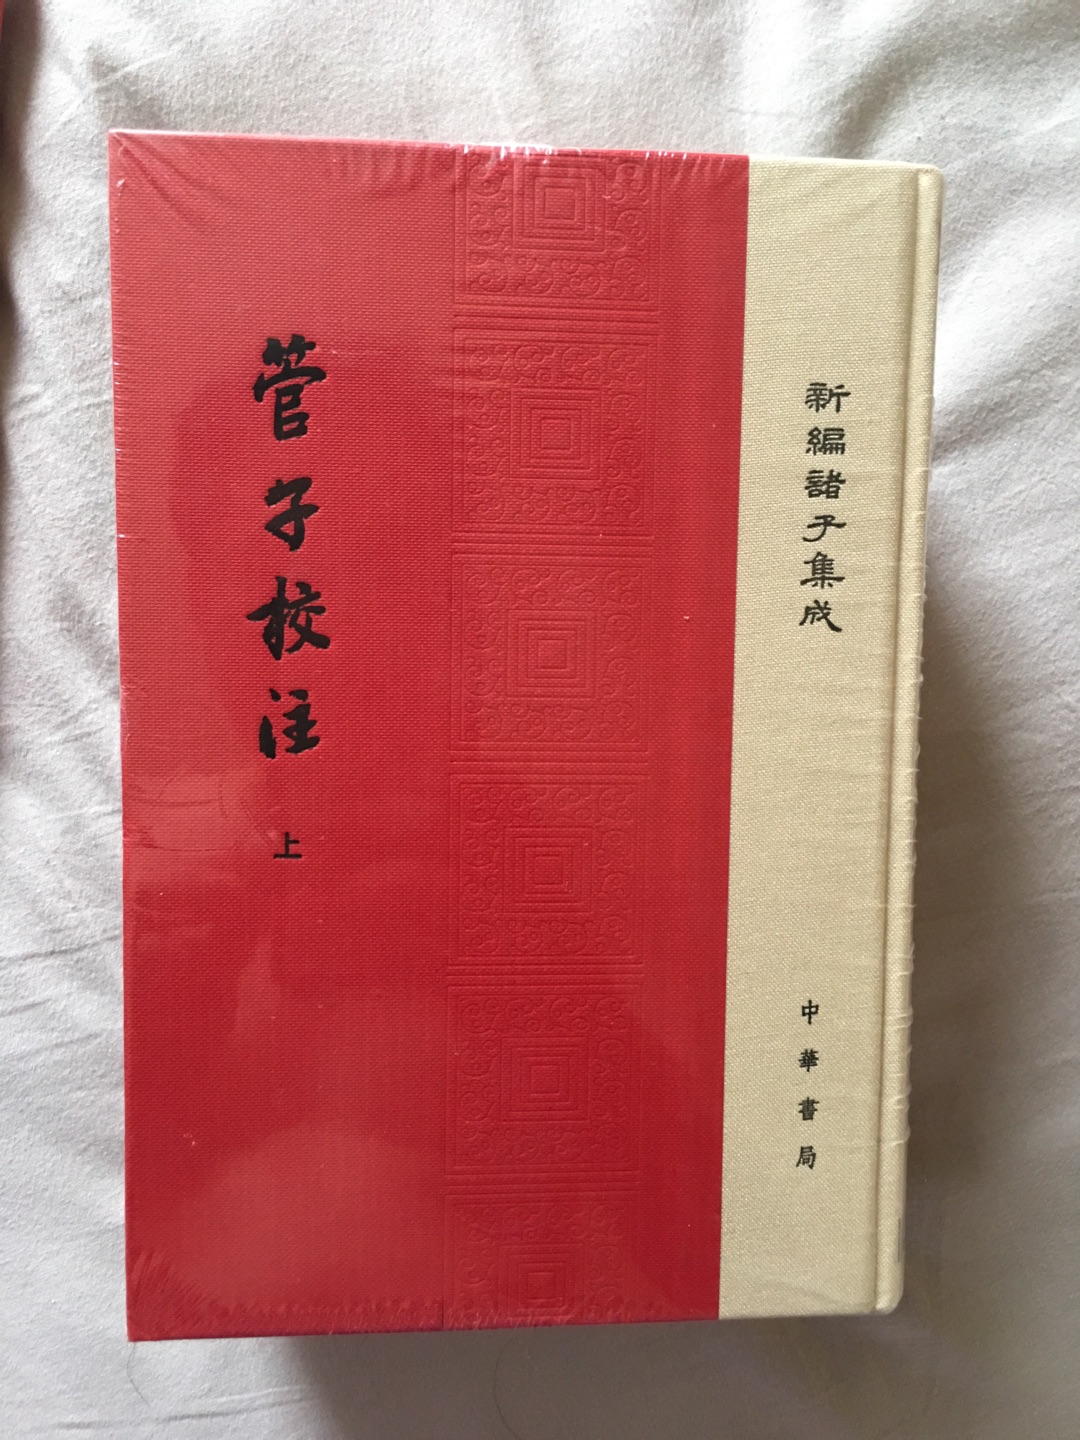 新編諸子集成
中華書局
管子校注
上